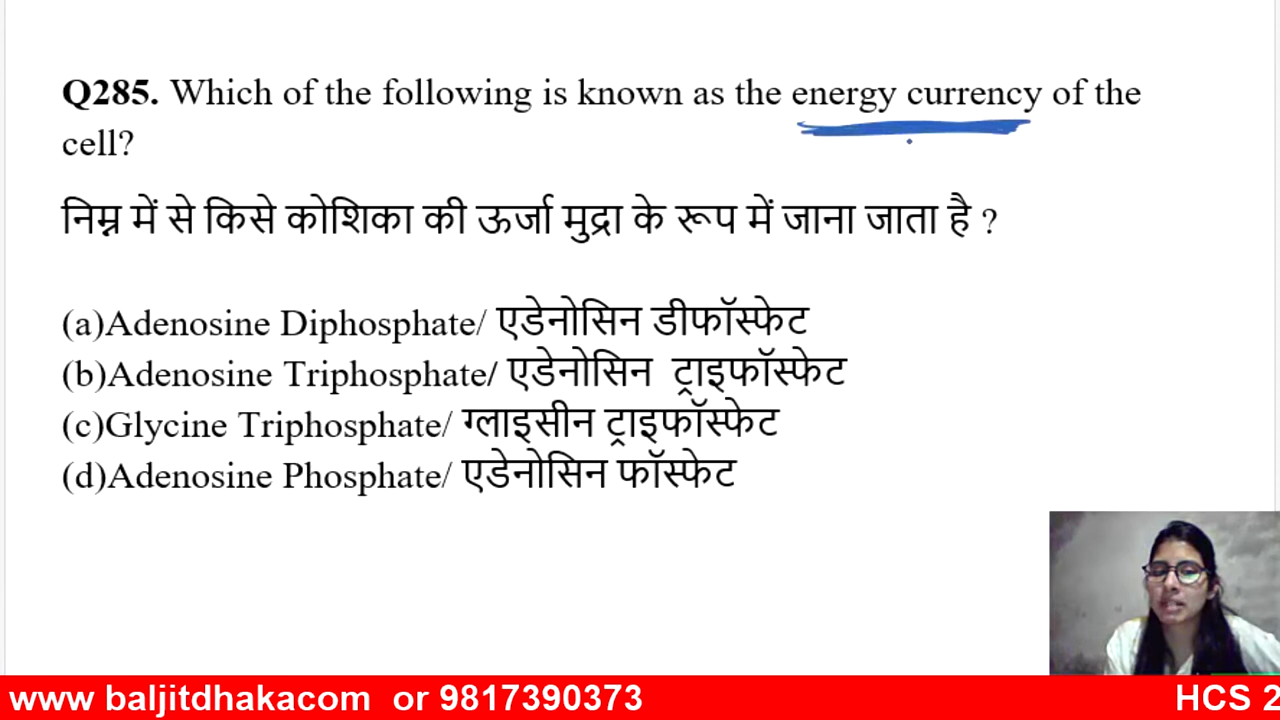 Q285. Which of the following is known as the energy currency of the
cell?
निम्न में से किसे कोशिका की ऊर्जा मुद्रा के रूप में जाना जाता है ?
(a)Adenosine Diphosphate/ एडेनोसिन डीफॉस्फेट
(b)Adenosine Triphosphate/ एडेनोसिन ट्राइफॉस्फेट
(c)Glycine Triphosphate/ ग्लाइसीन ट्राइफॉस्फेट
(d)Adenosine Phosphate/ एडेनोसिन फॉस्फेट
www baljitdhakacom or 9817390373 HCS 2